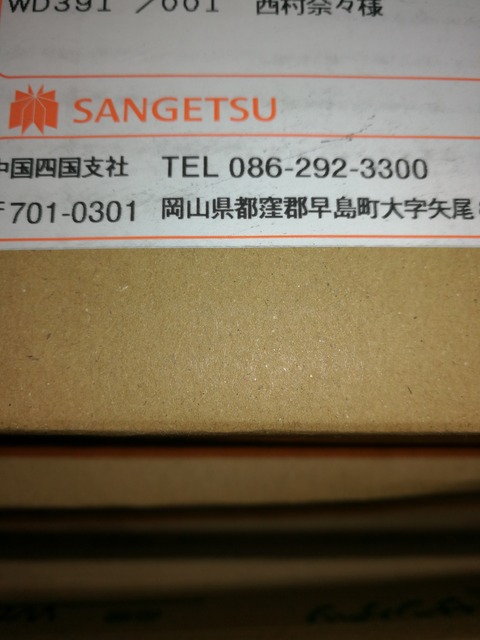 WD391 /001 西村奈々様
SANGETSU
中国四国支社 TEL 086-292-3300
〒701-0301 岡山県都窪郡早島町大字矢尾